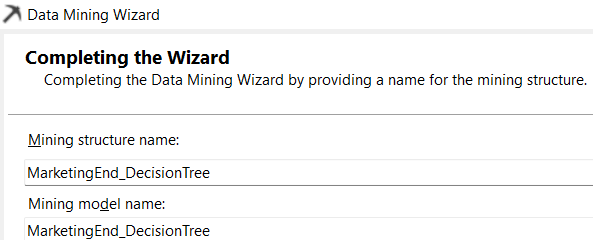 Data Mining Wizard
Completing the Wizard
Completing the Data Mining Wizard by providing a name for the mining structure.
Mining structure name:
MarketingEnd_DecisionTree
Mining model name:
MarketingEnd_DecisionTree